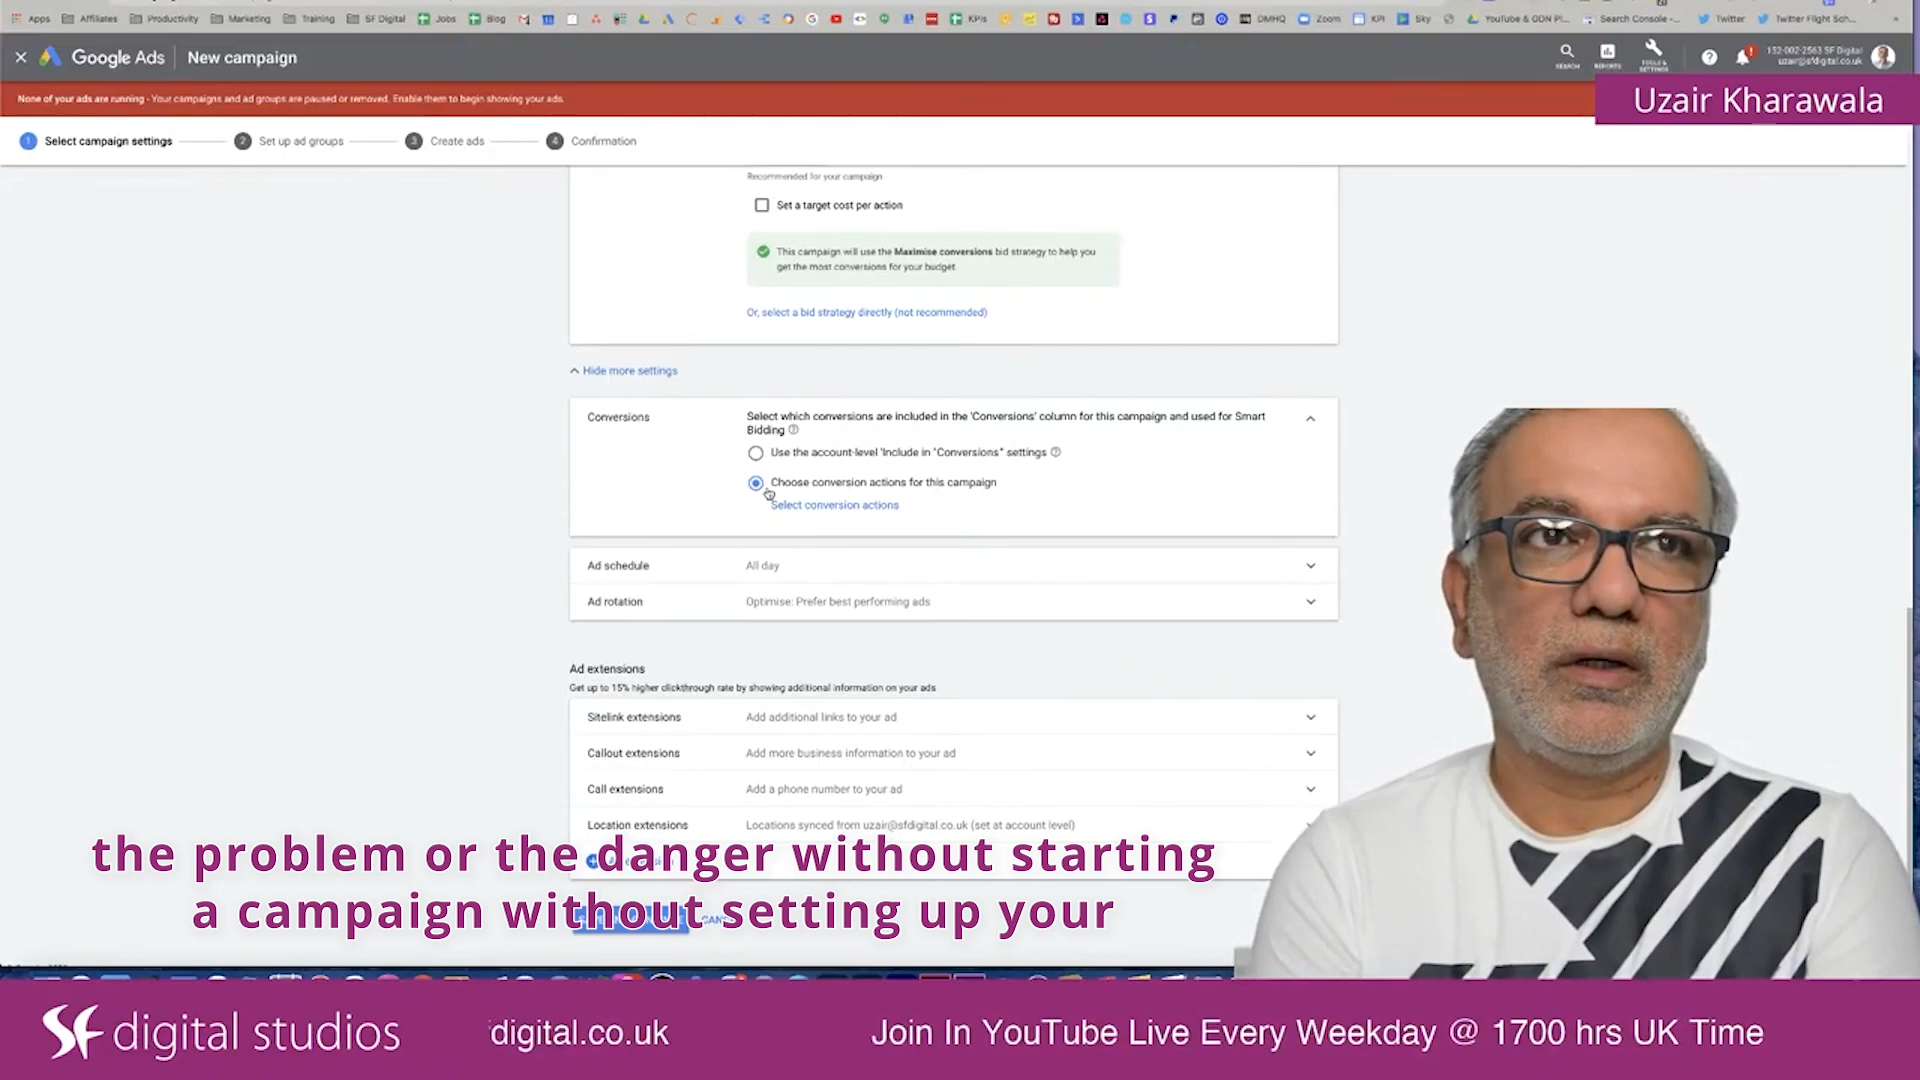 Apps Affiliates Productivity Marketing Training SF Digital Jobs Blog KPIs DMHQ Zoom KPI Sky YouTube & GDN Pl... Search Console -... Twitter Twitter Flight Sch...
Google Ads New campaign
SEARCH REPORTS TOOLS & SETTINGS
152-002-2563 SF Digital
uzair@sfdigital.co.uk
None of your ads are running - Your campaigns and ad groups are paused or removed. Enable them to begin showing your ads.
Uzair Kharawala
1 Select campaign settings 2 Set up ad groups 3 Create ads 4 Confirmation
Recommended for your campaign
Set a target cost per action
This campaign will use the Maximise conversions bid strategy to help you
get the most conversions for your budget
Or, select a bid strategy directly (not recommended)
Hide more settings
Conversions
Select which conversions are included in the 'Conversions' column for this campaign and used for Smart
Bidding
Use the account-level 'Include in "Conversions" settings
Choose conversion actions for this campaign
Select conversion actions
Ad schedule All day
Ad rotation Optimise: Prefer best performing ads
Ad extensions
Get up to 15% higher clickthrough rate by showing additional information on your ads
Sitelink extensions Add additional links to your ad
Callout extensions Add more business information to your ad
Call extensions Add a phone number to your ad
Location extensions Locations synced from uzair@sfdigital.co.uk (set at account level)
the problem or the danger without starting
a campaign without setting up your
SF digital studios
digital.co.uk
Join In YouTube Live Every Weekday @ 1700 hrs UK Time